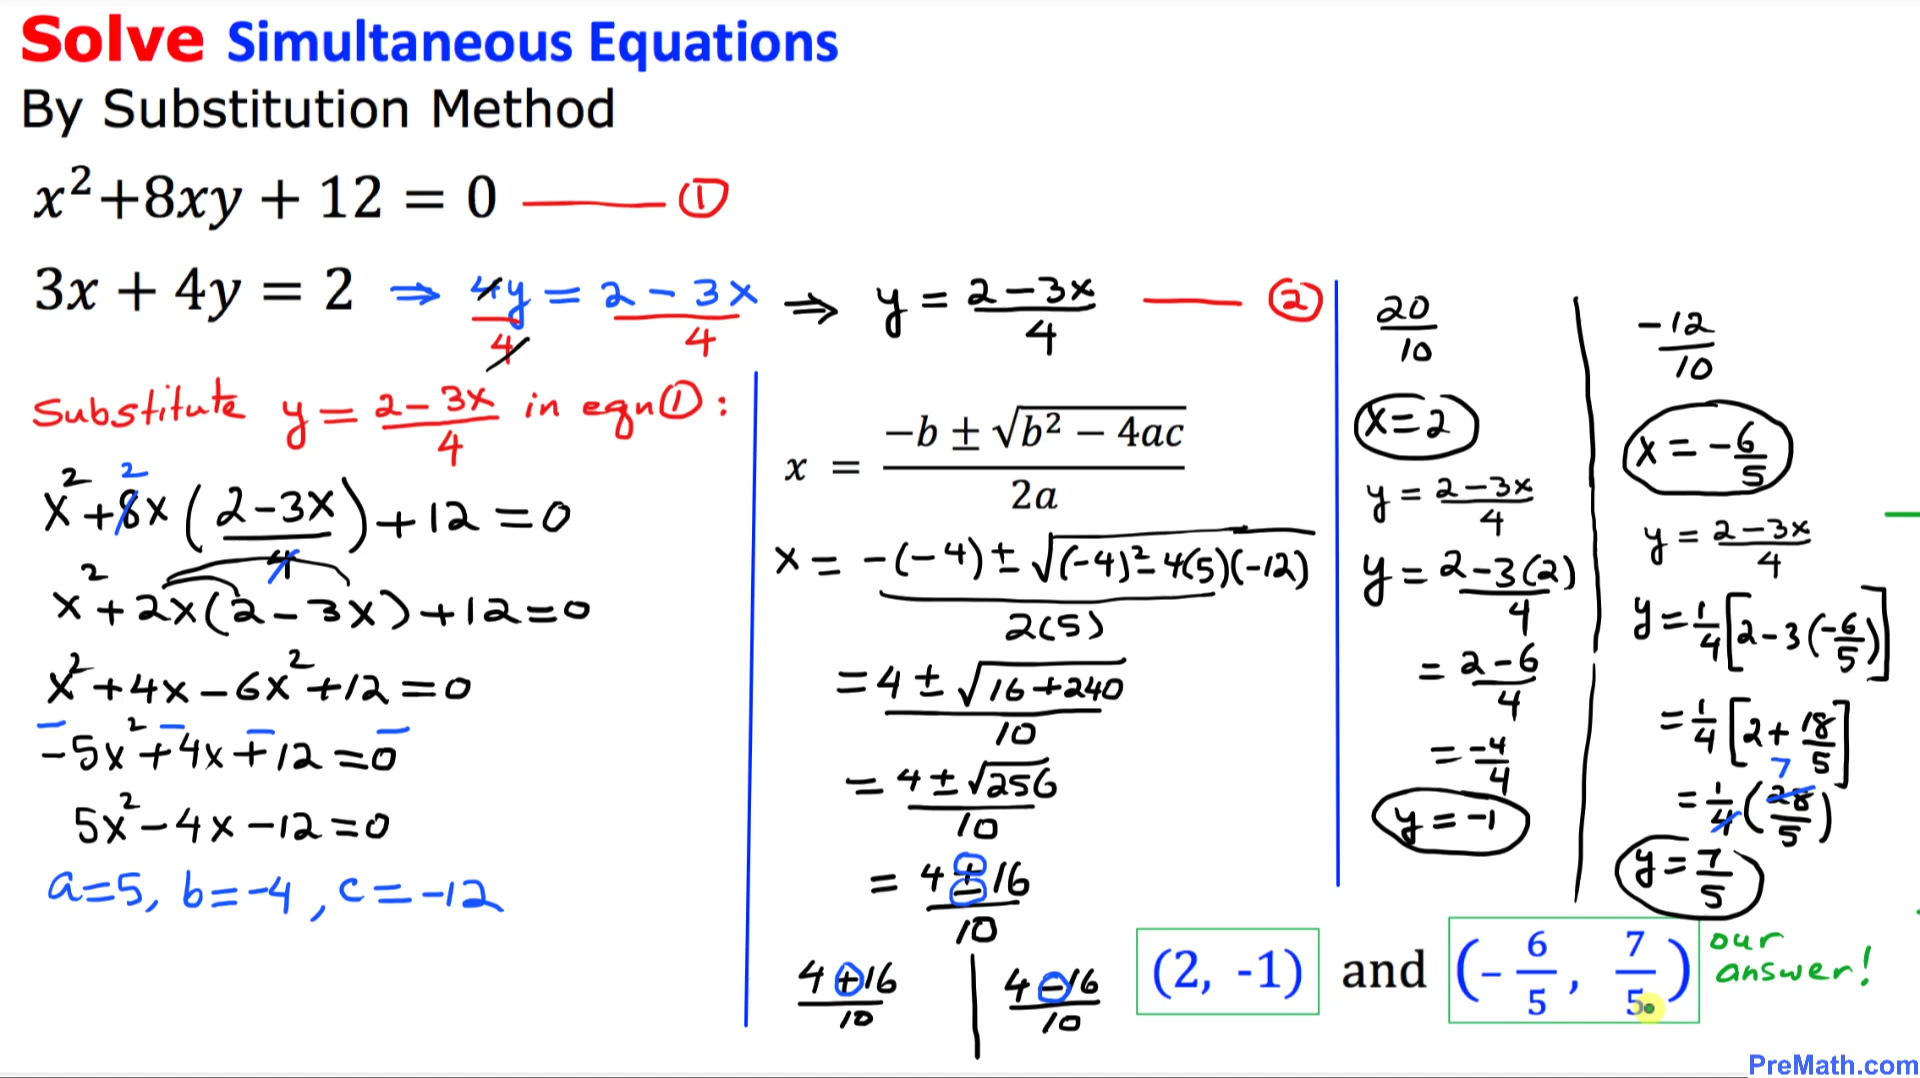 Solve Simultaneous Equations
By Substitution Method
x²+8xy + 12 = 0 ——— ①
3x + 4y = 2 ⇒ 4y/4 = (2 − 3x)/4 ⇒ y = (2−3x)/4 —— ②
Substitute y = (2−3x)/4 in eqn①:
x² + 8x ((2−3x)/4) + 12 = 0
2
x² + 2x(2 − 3x) + 12 = 0
x² + 4x − 6x² + 12 = 0
−5x² + 4x + 12 = 0
5x² − 4x − 12 = 0
a=5, b=−4, c=−12
x = (−b ± √(b² − 4ac))/2a
x = (−(−4) ± √((−4)² − 4(5)(−12)))/2(5)
= (4 ± √(16+240))/10
= (4 ± √256)/10
= (4 ± 16)/10
(4+16)/10 | (4−16)/10
20/10
x=2
y = (2−3x)/4
y = (2−3(2))/4
= (2−6)/4
= −4/4
y = −1
−12/10
x = −6/5
y = (2−3x)/4
y = 1/4 [2−3(−6/5)]
= 1/4 [2 + 18/5]
7
= 1/4 (28/5)
y = 7/5
(2, -1) and (- 6/5, 7/5) our answer!
PreMath.com